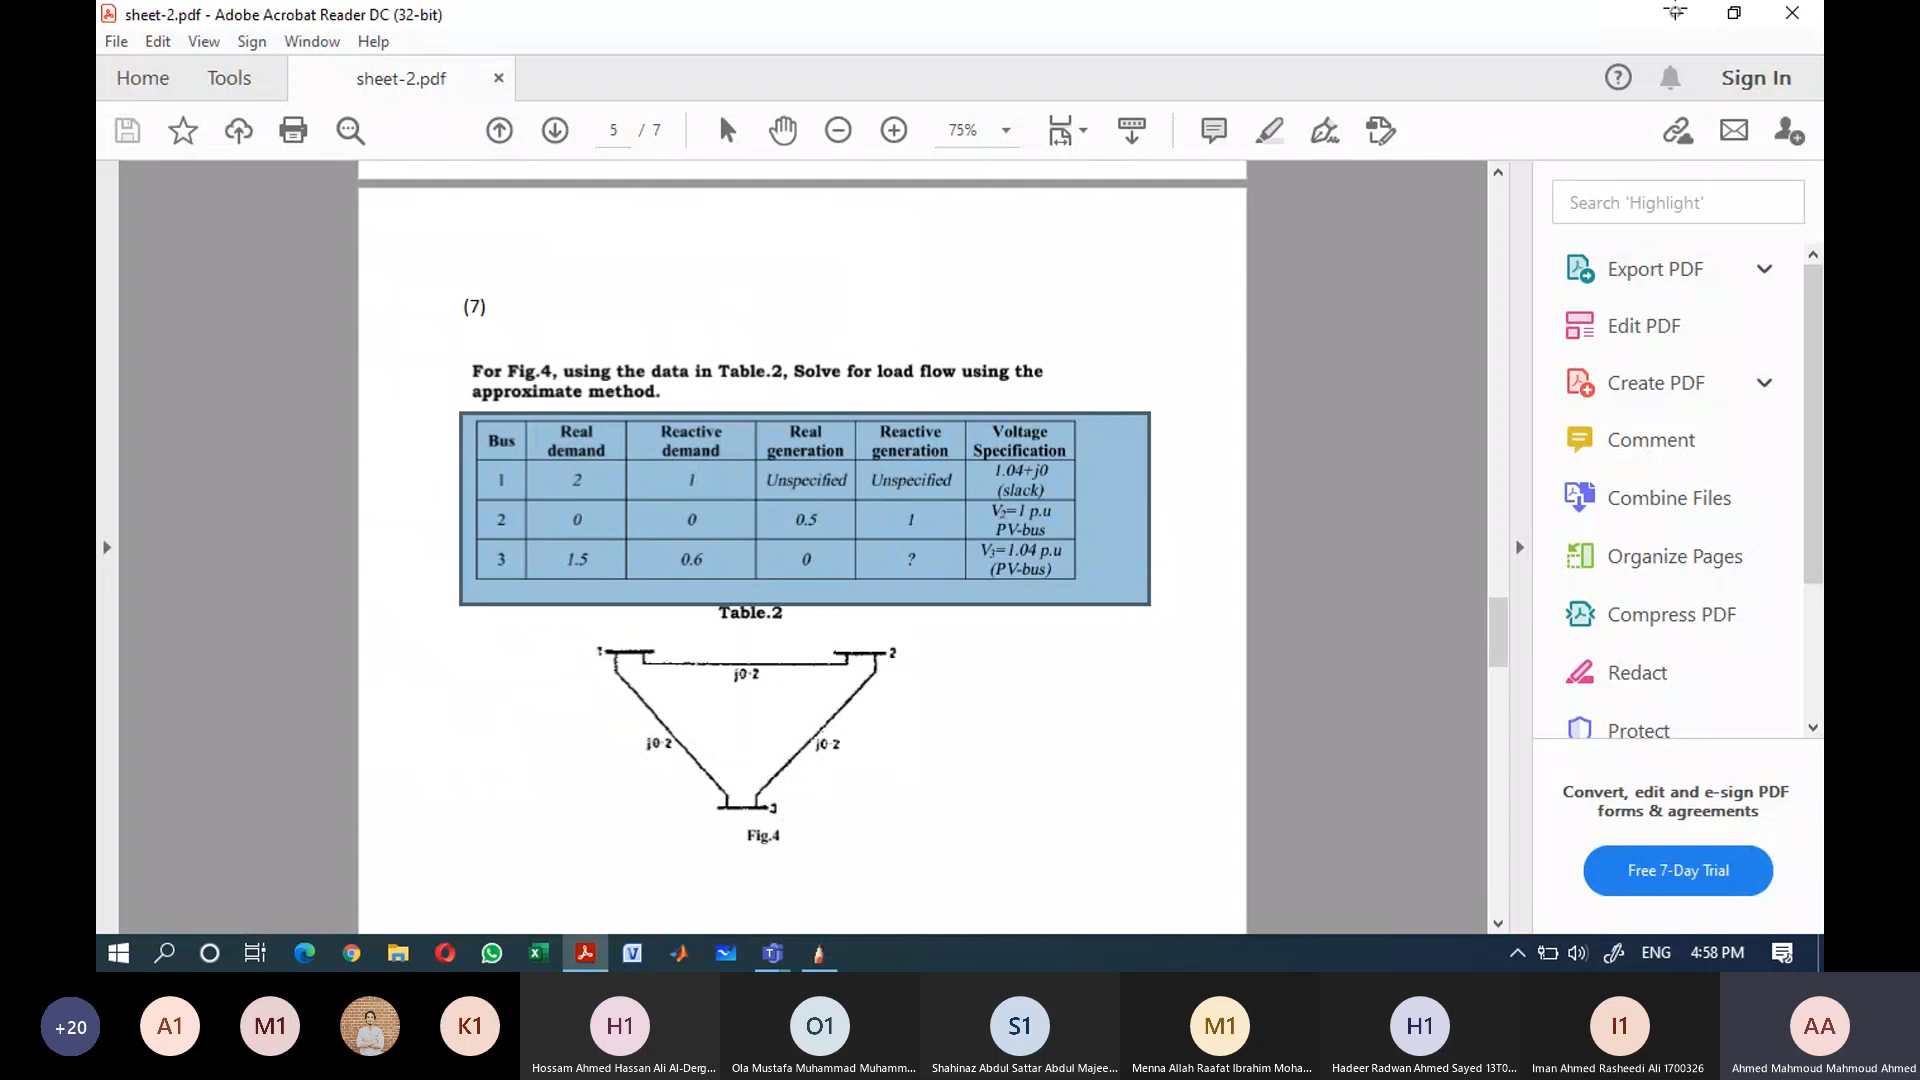 sheet-2.pdf - Adobe Acrobat Reader DC (32-bit)
File Edit View Sign Window Help
Home Tools sheet-2.pdf Sign In
5 / 7 75%
Search 'Highlight'
Export PDF
Edit PDF
Create PDF
Comment
Combine Files
Organize Pages
Compress PDF
Redact
Protect
Convert, edit and e-sign PDF
forms & agreements
Free 7-Day Trial
(7)
For Fig.4, using the data in Table.2, Solve for load flow using the
approximate method.
Bus Real demand Reactive demand Real generation Reactive generation Voltage Specification
1 2 1 Unspecified Unspecified 1.04+j0 (slack)
2 0 0 0.5 1 V2=1 p.u PV-bus
3 1.5 0.6 0 ? V3=1.04 p.u (PV-bus)
Table.2
1 2
j0·2
j0·2 j0·2
3
Fig.4
ENG 4:58 PM
+20 A1 M1 K1 H1 O1 S1 M1 H1 I1 AA
Hossam Ahmed Hassan Ali Al-Derg... Ola Mustafa Muhammad Muhamm... Shahinaz Abdul Sattar Abdul Majee... Menna Allah Raafat Ibrahim Moha... Hadeer Radwan Ahmed Sayed 13T0... Iman Ahmed Rasheedi Ali 1700326 Ahmed Mahmoud Mahmoud Ahmed